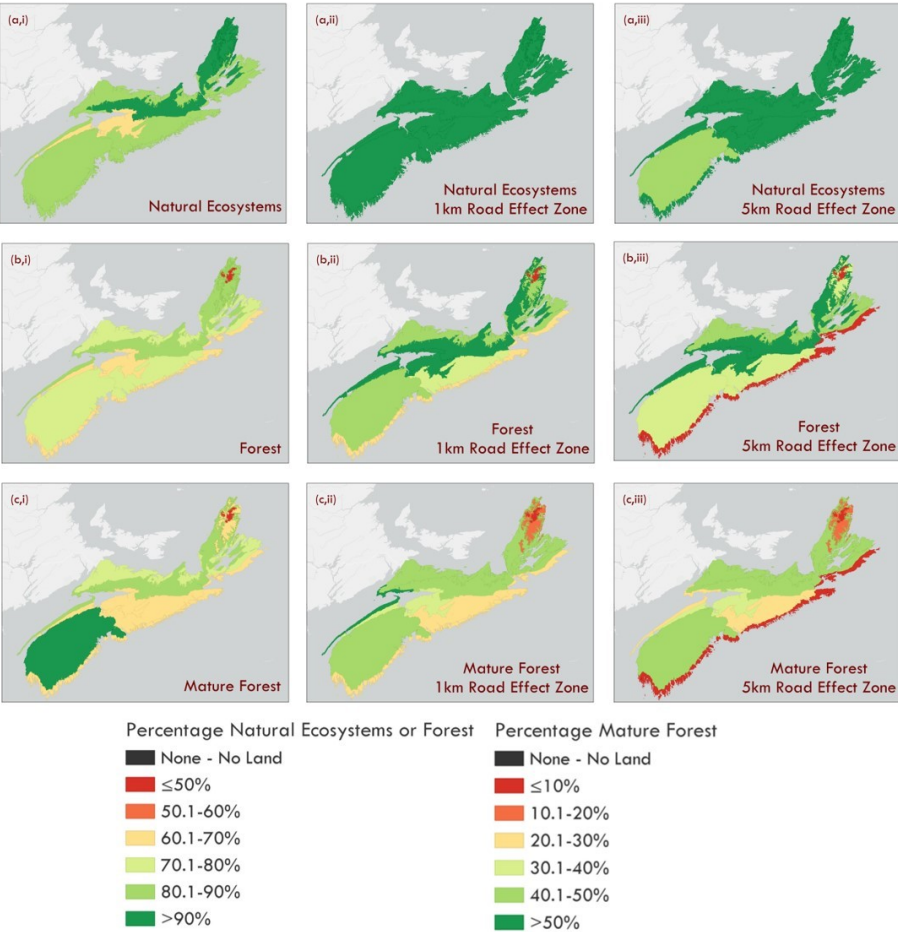 (a,i)
Natural Ecosystems
(a,ii)
Natural Ecosystems
1km Road Effect Zone
(a,iii)
Natural Ecosystems
5km Road Effect Zone
(b,i)
Forest
(b,ii)
Forest
1km Road Effect Zone
(b,iii)
Forest
5km Road Effect Zone
(c,i)
Mature Forest
(c,ii)
Mature Forest
1km Road Effect Zone
(c,iii)
Mature Forest
5km Road Effect Zone
Percentage Natural Ecosystems or Forest
None - No Land
≤50%
50.1-60%
60.1-70%
70.1-80%
80.1-90%
>90%
Percentage Mature Forest
None - No Land
≤10%
10.1-20%
20.1-30%
30.1-40%
40.1-50%
>50%